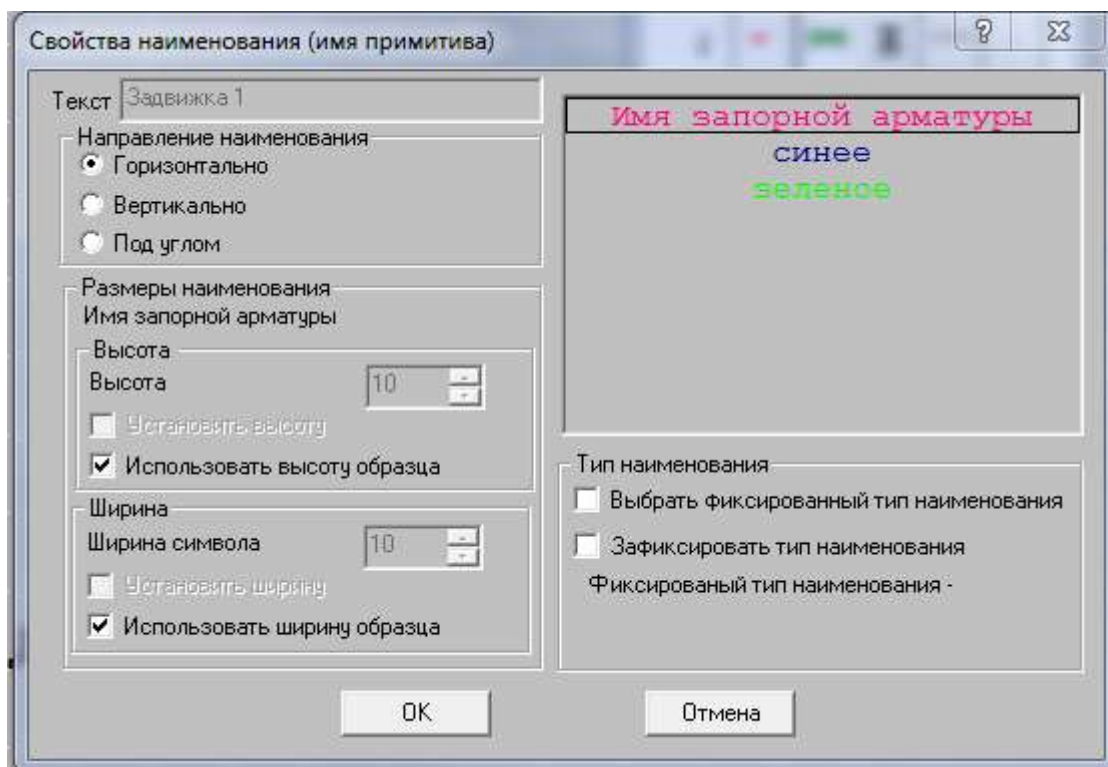 Свойства наименования (имя примитива)
Текст Задвижка 1
Направление наименования
Горизонтально
Вертикально
Под углом
Размеры наименования
Имя запорной арматуры
Высота
Высота 10
Установить высоту
Использовать высоту образца
Ширина
Ширина символа 10
Установить ширину
Использовать ширину образца
Имя запорной арматуры
синее
зеленое
Тип наименования
Выбрать фиксированный тип наименования
Зафиксировать тип наименования
Фиксированый тип наименования -
OK
Отмена